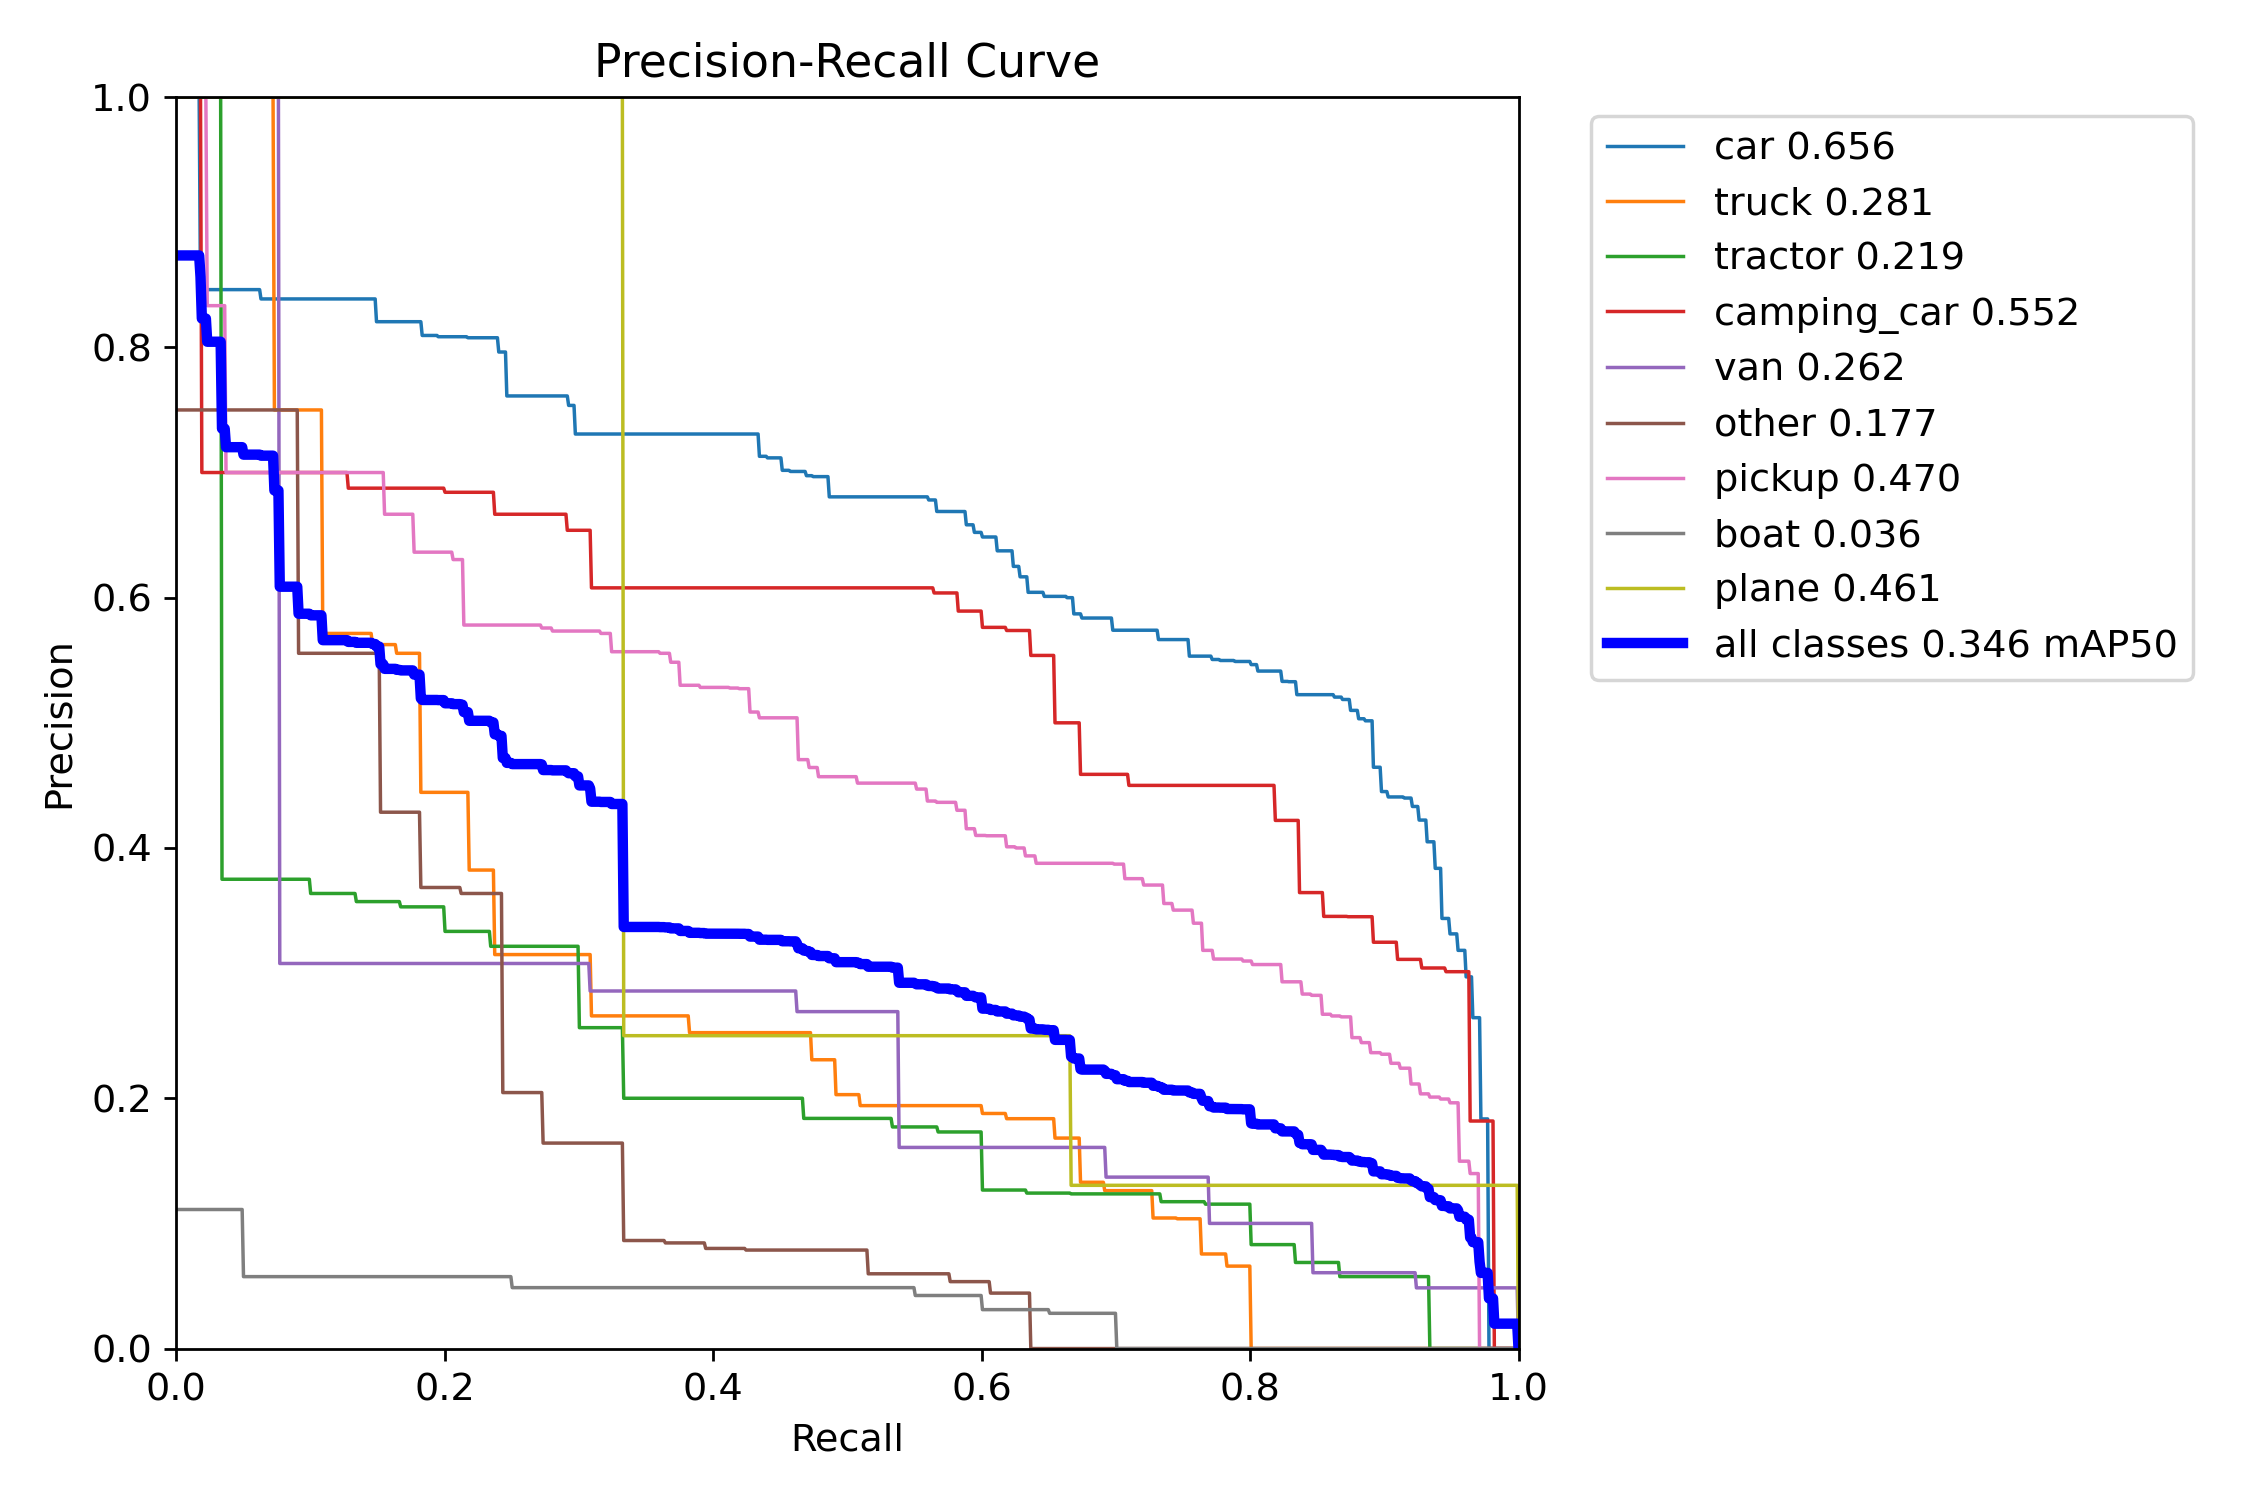 Precision-Recall Curve
1.0
0.8
0.6
0.4
0.2
0.0
Precision
0.0 0.2 0.4 0.6 0.8 1.0
Recall
car 0.656
truck 0.281
tractor 0.219
camping_car 0.552
van 0.262
other 0.177
pickup 0.470
boat 0.036
plane 0.461
all classes 0.346 mAP50